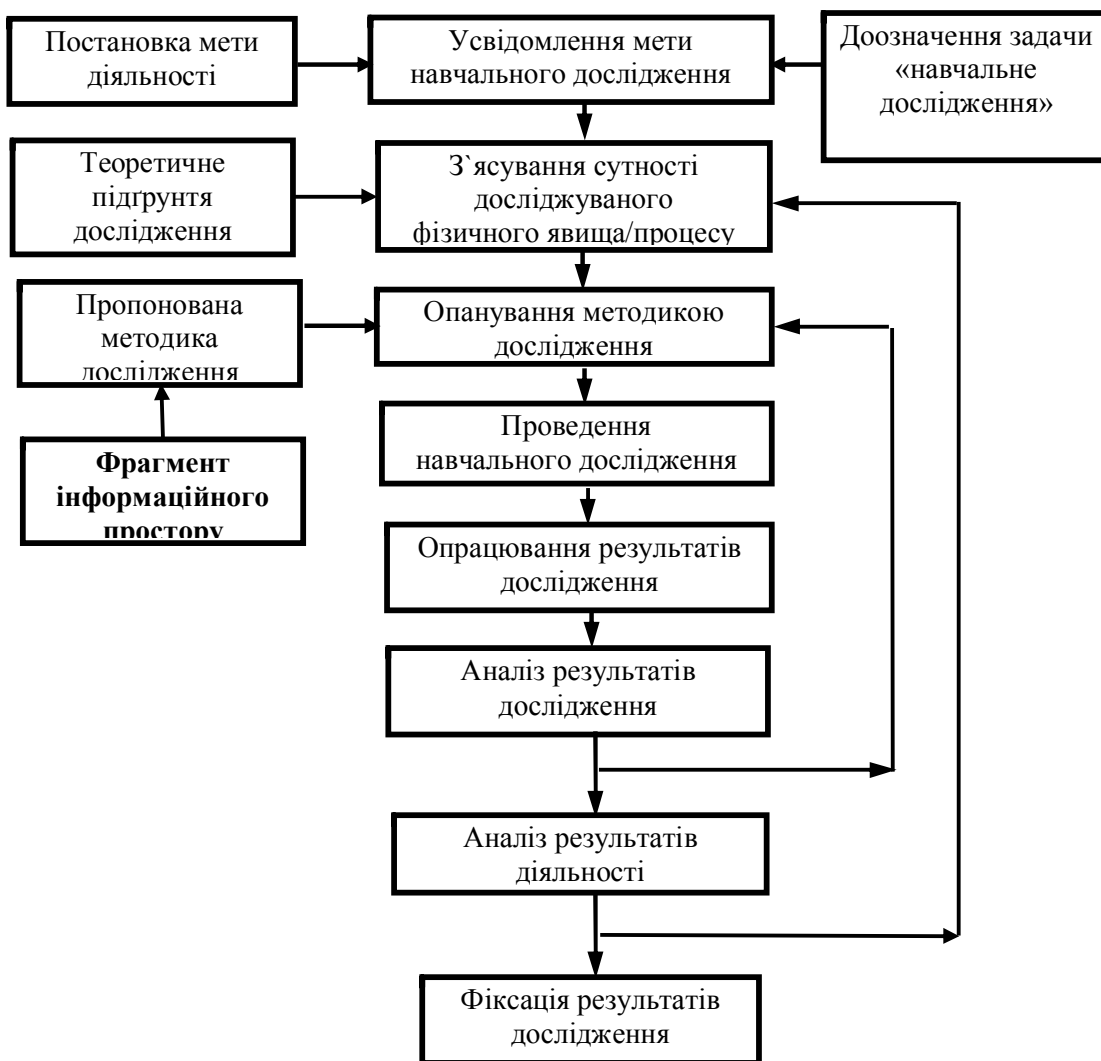 Постановка мети
діяльності
Усвідомлення мети
навчального дослідження
Доозначення задачи
«навчальне
дослідження»
Теоретичне
підґрунтя
дослідження
З`ясування сутності
досліджуваного
фізичного явища/процесу
Пропонована
методика
дослідження
Опанування методикою
дослідження
Фрагмент
інформаційного
простору
Проведення
навчального дослідження
Опрацювання результатів
дослідження
Аналіз результатів
дослідження
Аналіз результатів
діяльності
Фіксація результатів
дослідження